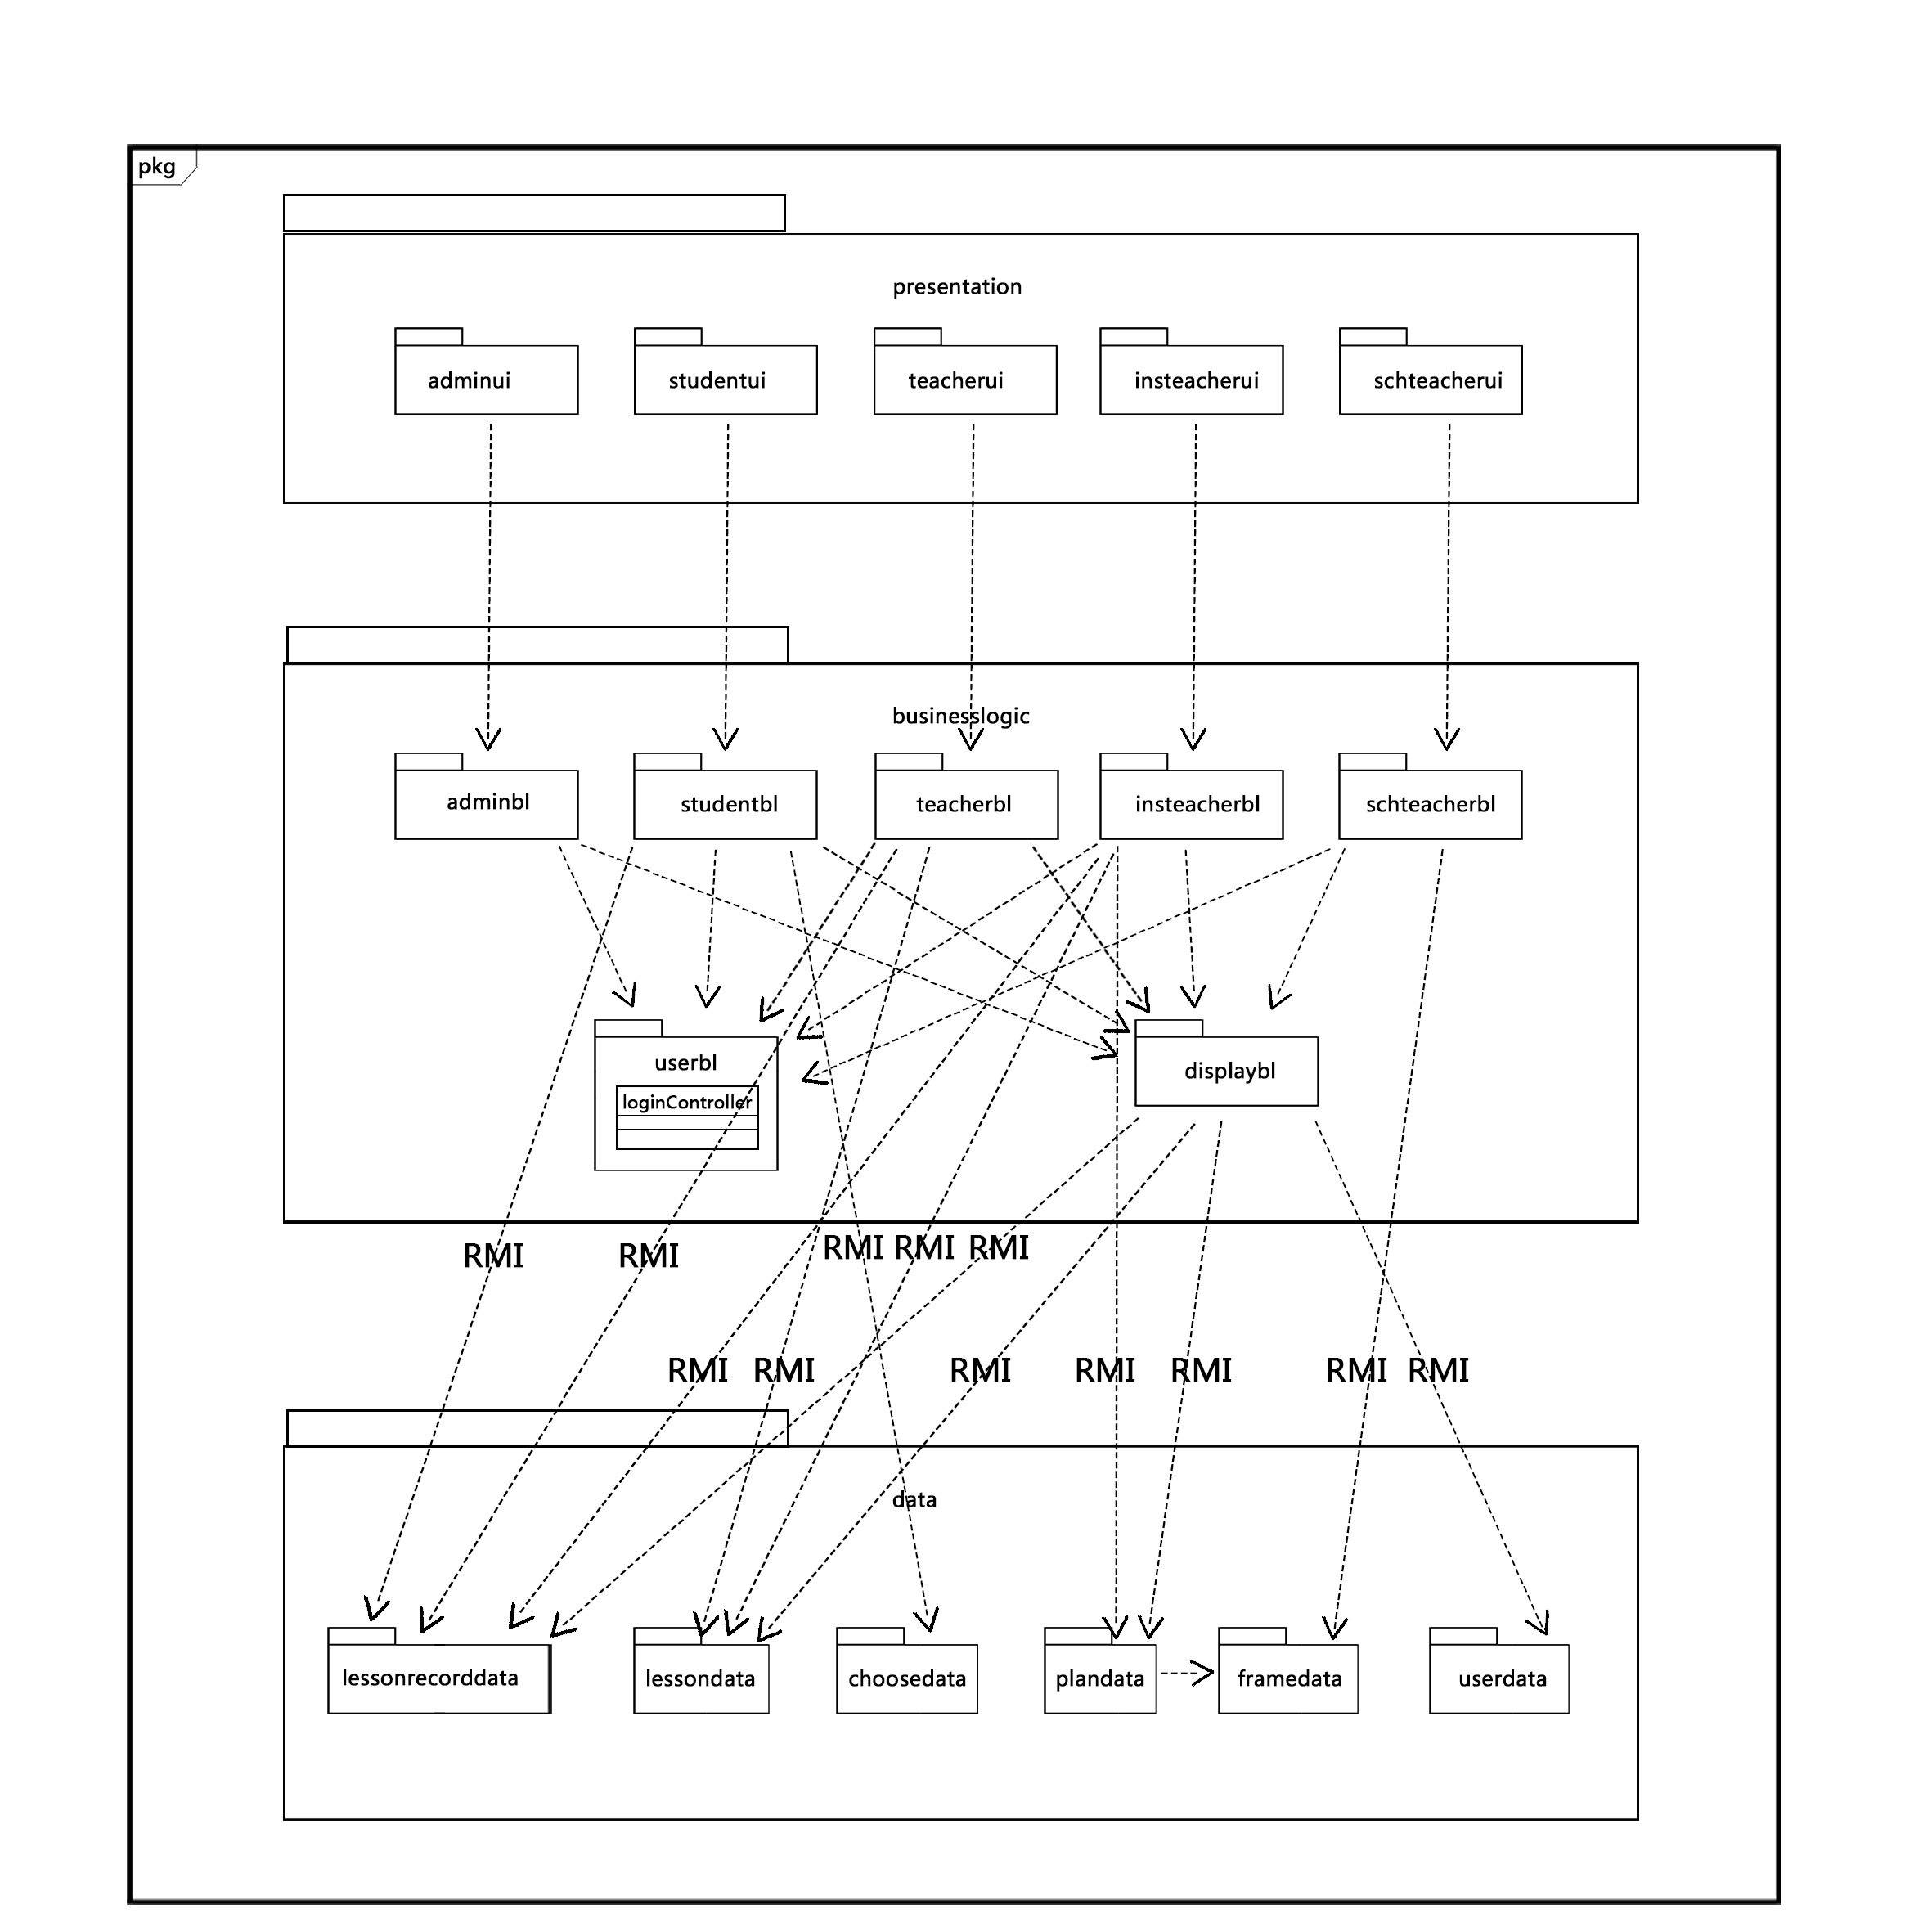 pkg
presentation
adminui
studentui
teacherui
insteacherui
schteacherui
businesslogic
adminbl
studentbl
teacherbl
insteacherbl
schteacherbl
userbl
loginController
displaybl
RMI
RMI
RMI
RMI
RMI
RMI
RMI
RMI
RMI
RMI
RMI
RMI
data
lessonrecorddata
lessondata
choosedata
plandata
framedata
userdata